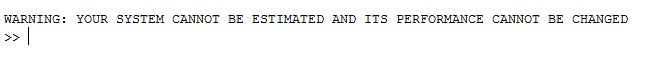 WARNING: YOUR SYSTEM CANNOT BE ESTIMATED AND ITS PERFORMANCE CANNOT BE CHANGED
>>